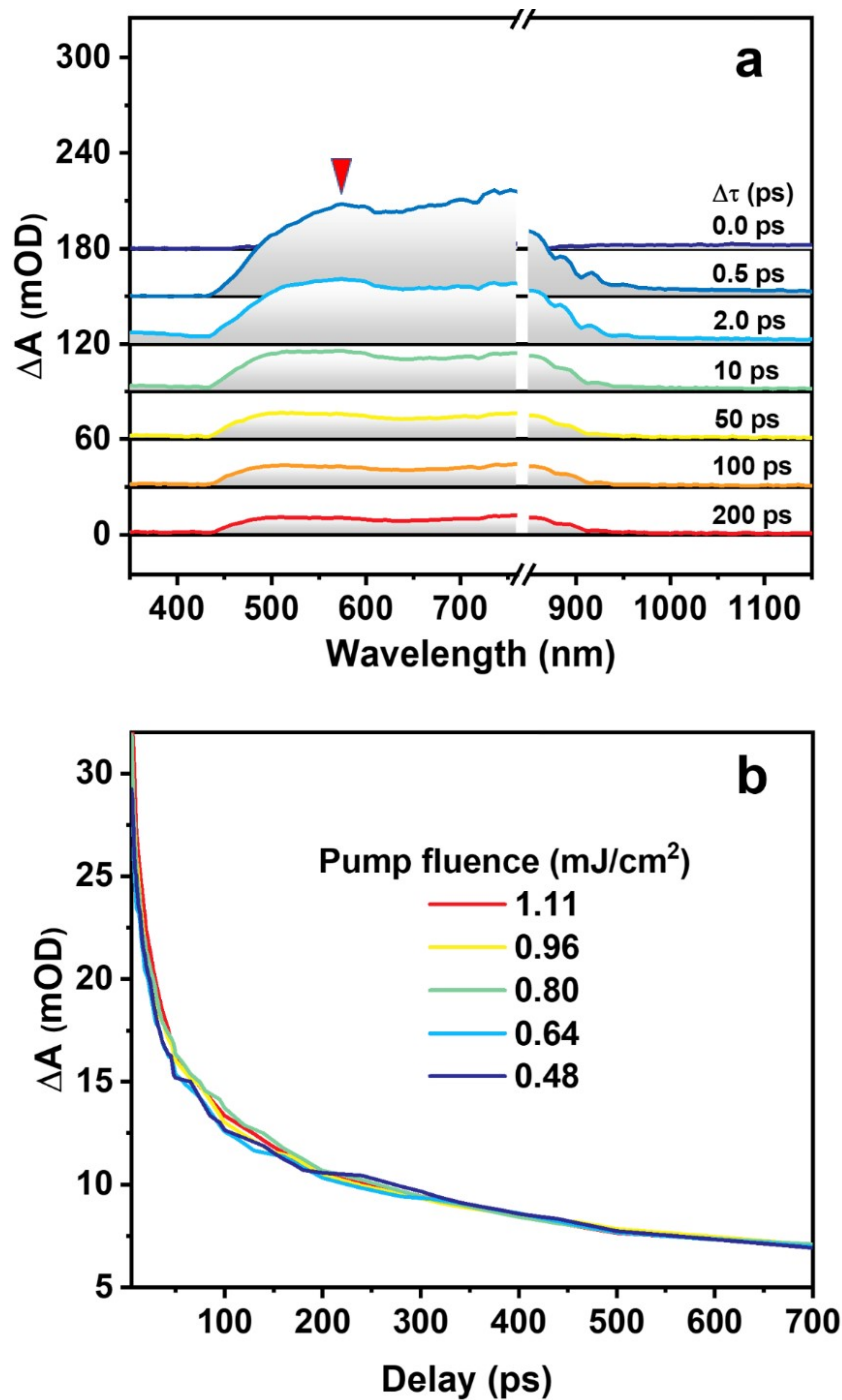 a
300
240
180
120
60
0
ΔA (mOD)
Δτ (ps)
0.0 ps
0.5 ps
2.0 ps
10 ps
50 ps
100 ps
200 ps
400 500 600 700 900 1000 1100
Wavelength (nm)
b
30
25
20
15
10
5
ΔA (mOD)
Pump fluence (mJ/cm²)
1.11
0.96
0.80
0.64
0.48
100 200 300 400 500 600 700
Delay (ps)